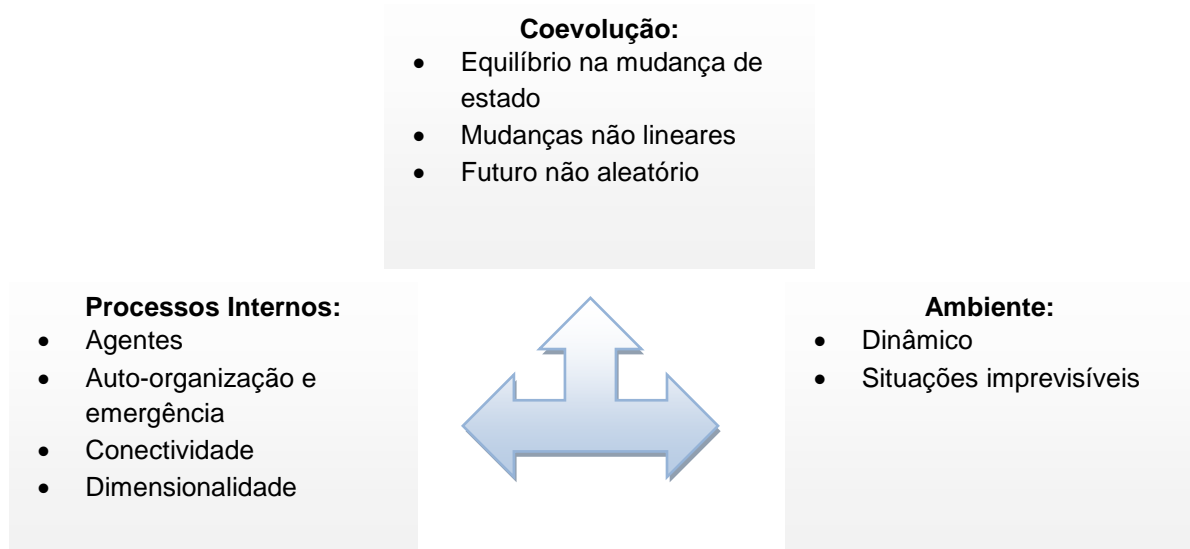 Coevolução:
• Equilíbrio na mudança de
estado
• Mudanças não lineares
• Futuro não aleatório
Processos Internos:
• Agentes
• Auto-organização e
emergência
• Conectividade
• Dimensionalidade
Ambiente:
• Dinâmico
• Situações imprevisíveis